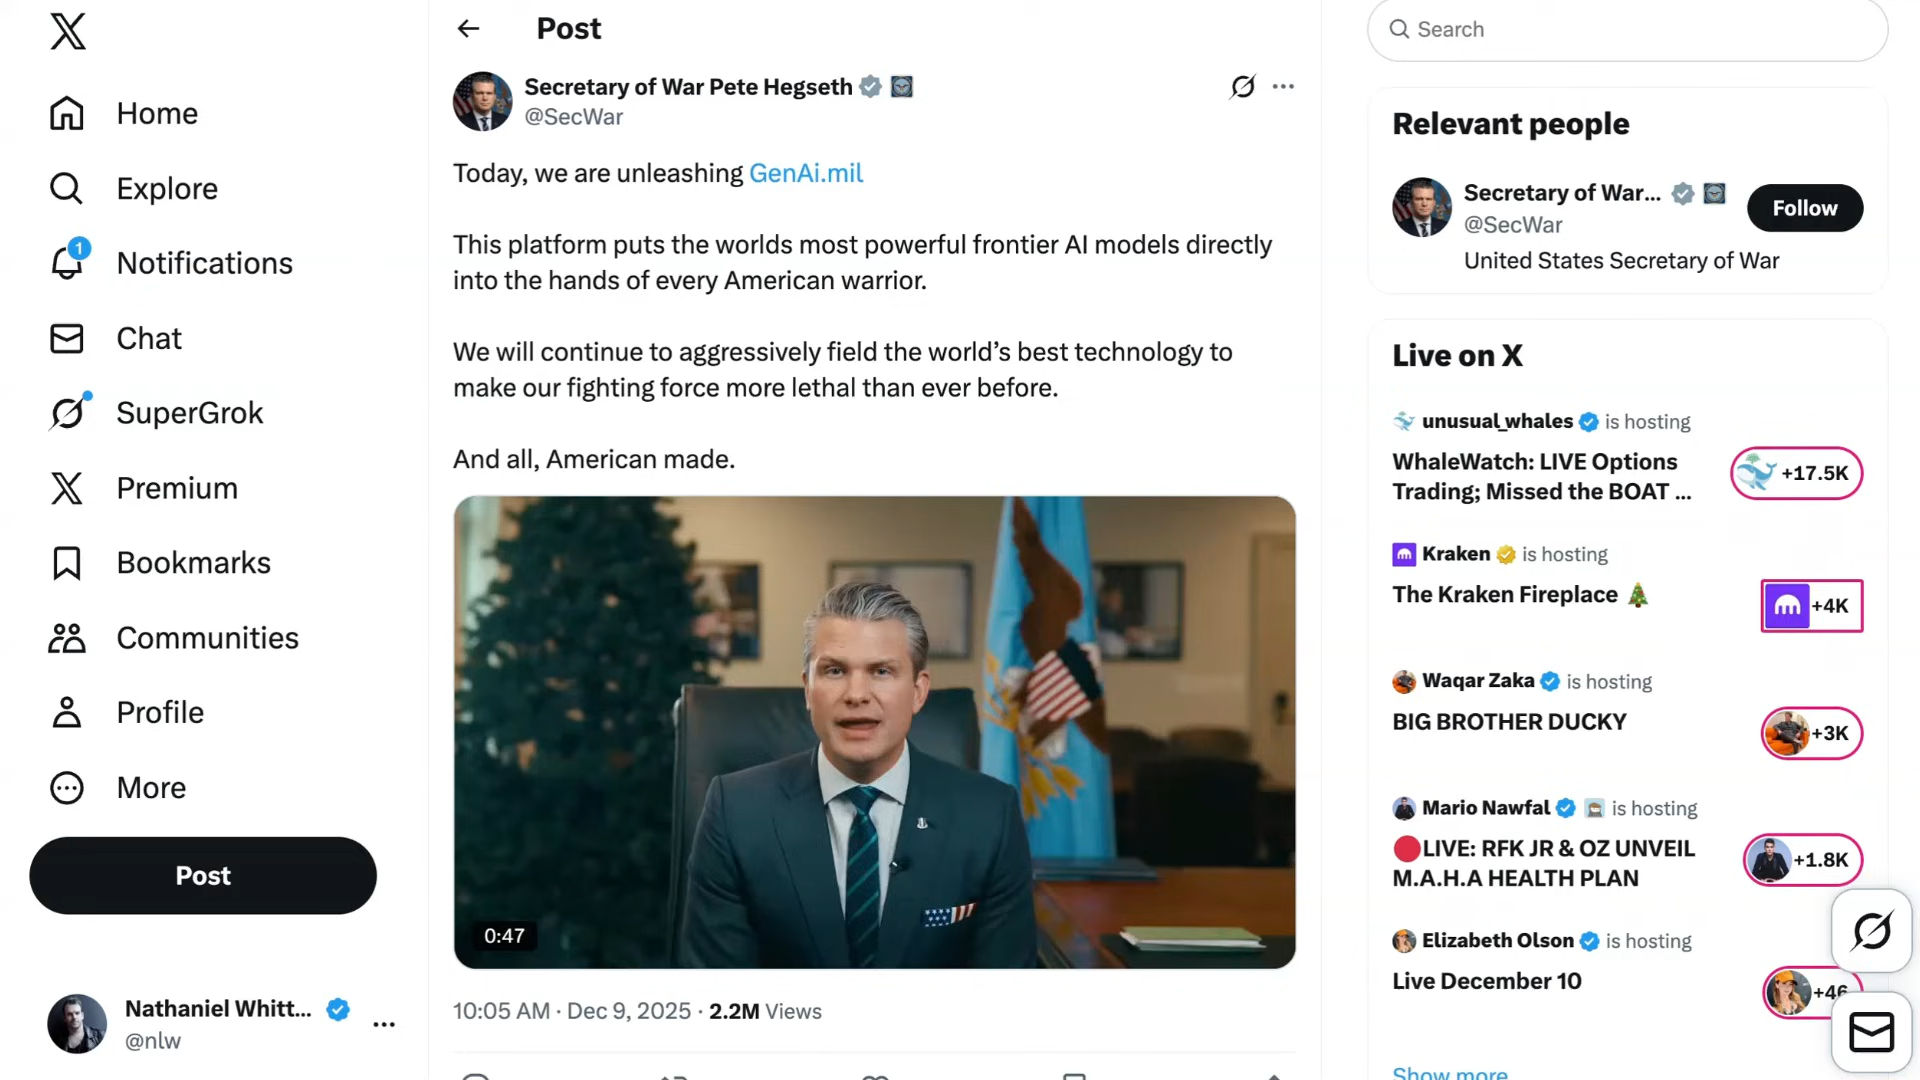 Home
Explore
1
Notifications
Chat
SuperGrok
Premium
Bookmarks
Communities
Profile
More
Post
Nathaniel Whitt...
@nlw
Post
Secretary of War Pete Hegseth
@SecWar
Today, we are unleashing GenAi.mil
This platform puts the worlds most powerful frontier AI models directly
into the hands of every American warrior.
We will continue to aggressively field the world’s best technology to
make our fighting force more lethal than ever before.
And all, American made.
0:47
10:05 AM · Dec 9, 2025 · 2.2M Views
Search
Relevant people
Secretary of War...
@SecWar
Follow
United States Secretary of War
Live on X
unusual_whales is hosting
WhaleWatch: LIVE Options
Trading; Missed the BOAT ...
+17.5K
Kraken is hosting
The Kraken Fireplace
+4K
Waqar Zaka is hosting
BIG BROTHER DUCKY
+3K
Mario Nawfal is hosting
LIVE: RFK JR & OZ UNVEIL
M.A.H.A HEALTH PLAN
+1.8K
Elizabeth Olson is hosting
Live December 10
+46
Show more